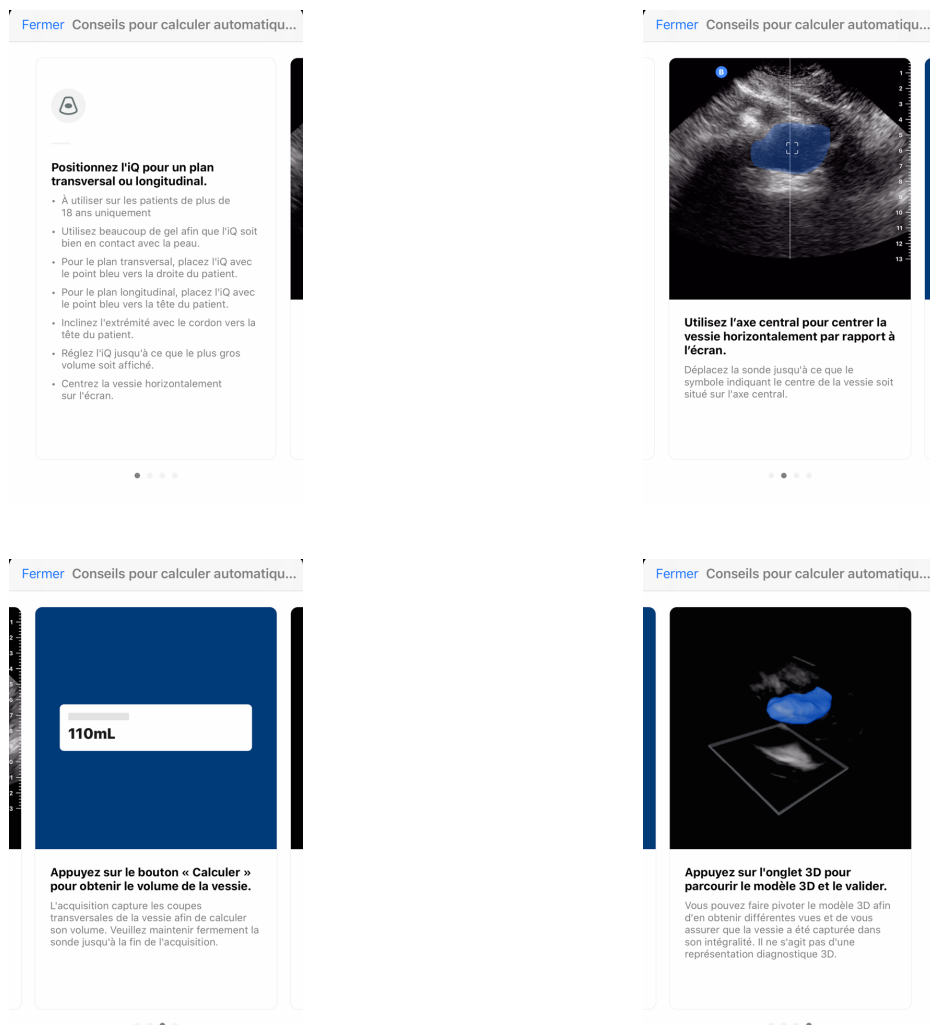 Fermer Conseils pour calculer automatiqu...
Positionnez l'iQ pour un plan
transversal ou longitudinal.
• À utiliser sur les patients de plus de
18 ans uniquement
• Utilisez beaucoup de gel afin que l'iQ soit
bien en contact avec la peau.
• Pour le plan transversal, placez l'iQ avec
le point bleu vers la droite du patient.
• Pour le plan longitudinal, placez l'iQ avec
le point bleu vers la tête du patient.
• Inclinez l'extrémité avec le cordon vers la
tête du patient.
• Réglez l'iQ jusqu'à ce que le plus gros
volume soit affiché.
• Centrez la vessie horizontalement
sur l'écran.
Fermer Conseils pour calculer automatiqu...
B
1
2
3
4
5
6
7
8
9
10
11
12
13
Utilisez l’axe central pour centrer la
vessie horizontalement par rapport à
l’écran.
Déplacez la sonde jusqu'à ce que le
symbole indiquant le centre de la vessie soit
situé sur l'axe central.
Fermer Conseils pour calculer automatiqu...
110mL
Appuyez sur le bouton « Calculer »
pour obtenir le volume de la vessie.
L'acquisition capture les coupes
transversales de la vessie afin de calculer
son volume. Veuillez maintenir fermement la
sonde jusqu'à la fin de l'acquisition.
Fermer Conseils pour calculer automatiqu...
Appuyez sur l'onglet 3D pour
parcourir le modèle 3D et le valider.
Vous pouvez faire pivoter le modèle 3D afin
d'en obtenir différentes vues et de vous
assurer que la vessie a été capturée dans
son intégralité. Il ne s'agit pas d'une
représentation diagnostique 3D.